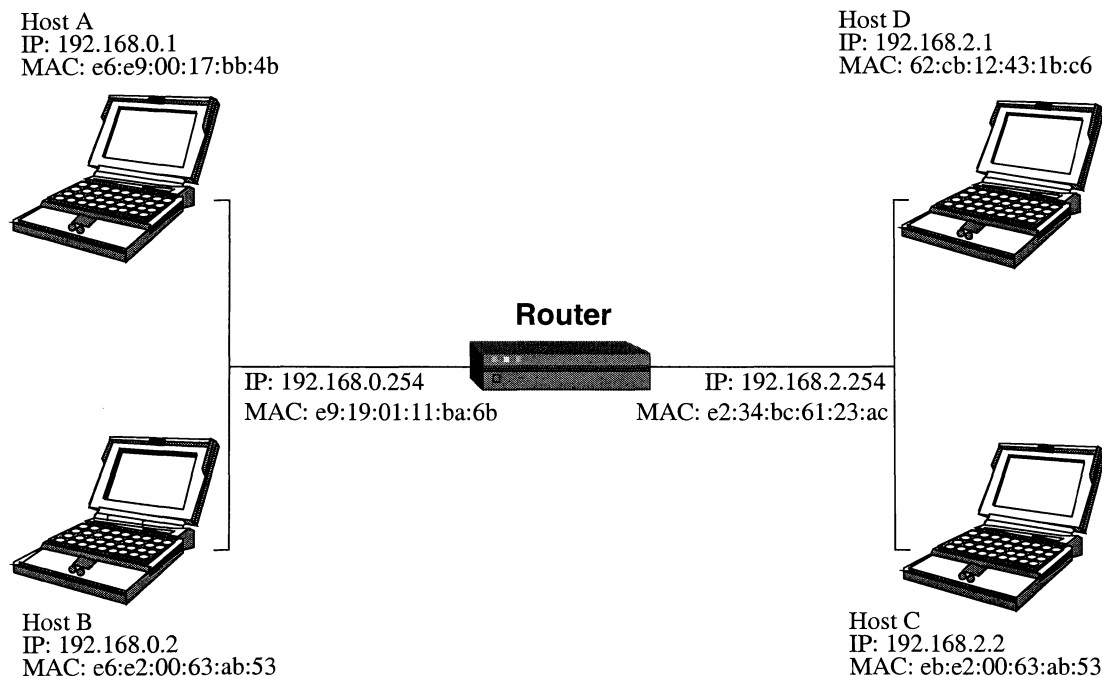 Host A
IP: 192.168.0.1
MAC: e6:e9:00:17:bb:4b
Host D
IP: 192.168.2.1
MAC: 62:cb:12:43:1b:c6
Router
IP: 192.168.0.254
MAC: e9:19:01:11:ba:6b
IP: 192.168.2.254
MAC: e2:34:bc:61:23:ac
Host B
IP: 192.168.0.2
MAC: e6:e2:00:63:ab:53
Host C
IP: 192.168.2.2
MAC: eb:e2:00:63:ab:53